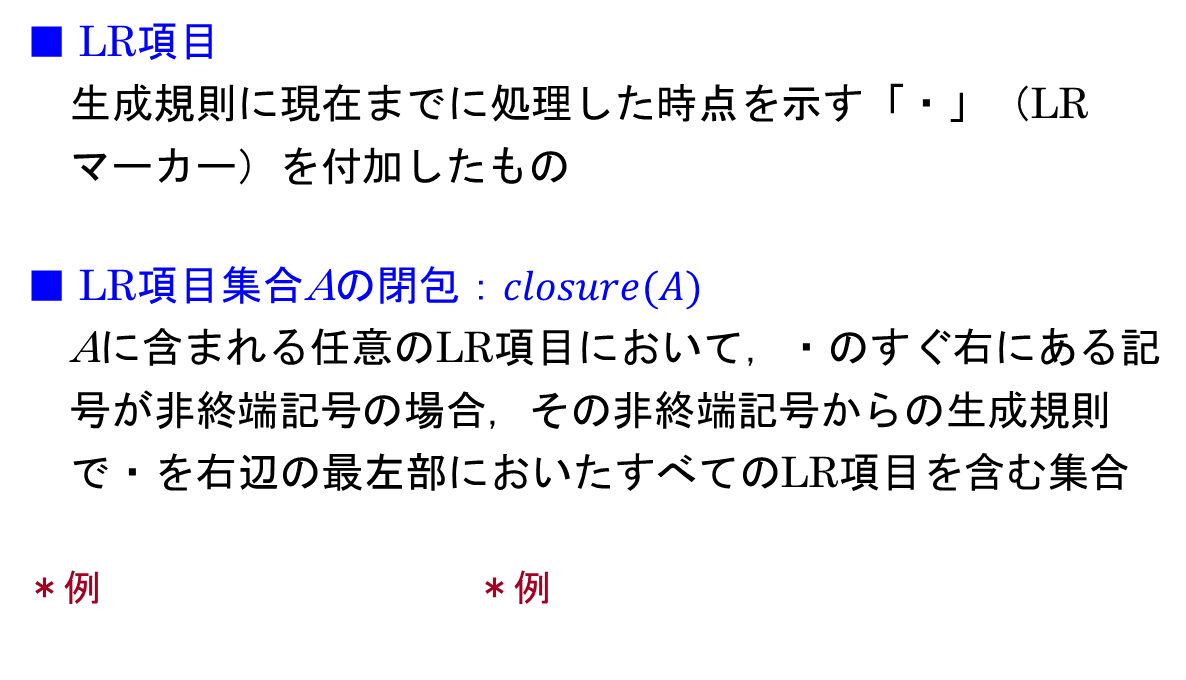 ■ LR項目
生成規則に現在までに処理した時点を示す「・」（LR
マーカー）を付加したもの
■ LR項目集合Aの閉包：closure(A)
Aに含まれる任意のLR項目において，・のすぐ右にある記
号が非終端記号の場合，その非終端記号からの生成規則
で・を右辺の最左部においたすべてのLR項目を含む集合
＊例 ＊例